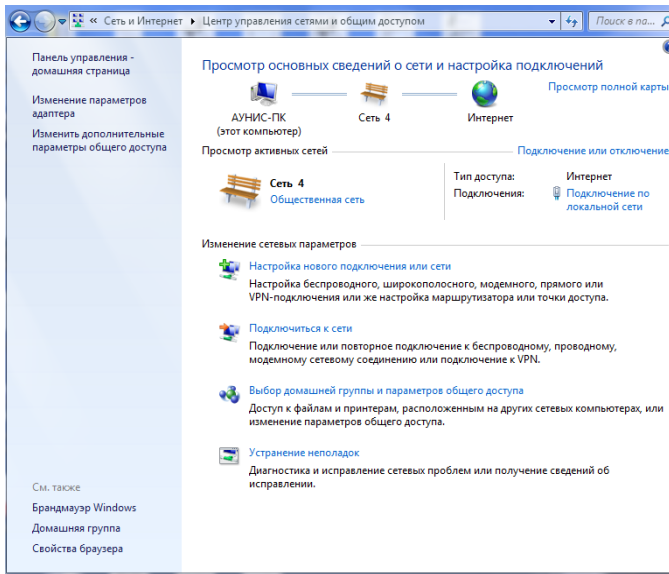 « Сеть и Интернет ▸ Центр управления сетями и общим доступом
Поиск в па...
Панель управления -
домашняя страница
Изменение параметров
адаптера
Изменить дополнительные
параметры общего доступа
Просмотр основных сведений о сети и настройка подключений
Просмотр полной карты
АУНИС-ПК
(этот компьютер)
Сеть 4
Интернет
Просмотр активных сетей
Подключение или отключение
Сеть 4
Общественная сеть
Тип доступа: Интернет
Подключения: Подключение по
локальной сети
Изменение сетевых параметров
Настройка нового подключения или сети
Настройка беспроводного, широкополосного, модемного, прямого или
VPN-подключения или же настройка маршрутизатора или точки доступа.
Подключиться к сети
Подключение или повторное подключение к беспроводному, проводному,
модемному сетевому соединению или подключение к VPN.
Выбор домашней группы и параметров общего доступа
Доступ к файлам и принтерам, расположенным на других сетевых компьютерах, или
изменение параметров общего доступа.
Устранение неполадок
Диагностика и исправление сетевых проблем или получение сведений об
исправлении.
См. также
Брандмауэр Windows
Домашняя группа
Свойства браузера